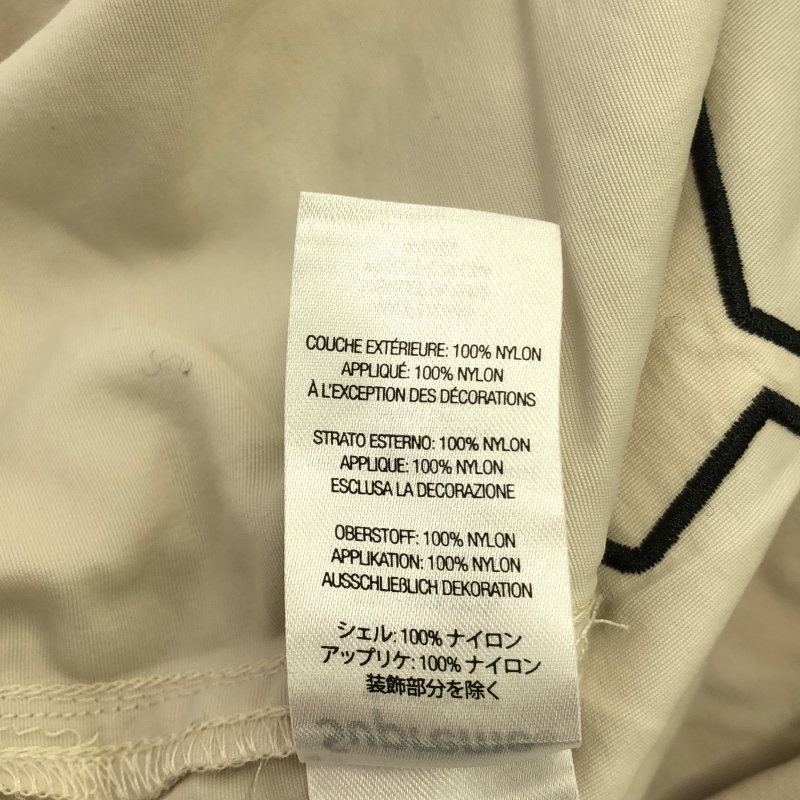 COUCHE EXTÉRIEURE: 100% NYLON
APPLIQUÉ: 100% NYLON
À L'EXCEPTION DES DÉCORATIONS
STRATO ESTERNO: 100% NYLON
APPLIQUE: 100% NYLON
ESCLUSA LA DECORAZIONE
OBERSTOFF: 100% NYLON
APPLIKATION: 100% NYLON
AUSSCHLIEßLICH DEKORATION
シェル: 100% ナイロン
アップリケ: 100% ナイロン
装飾部分を除く